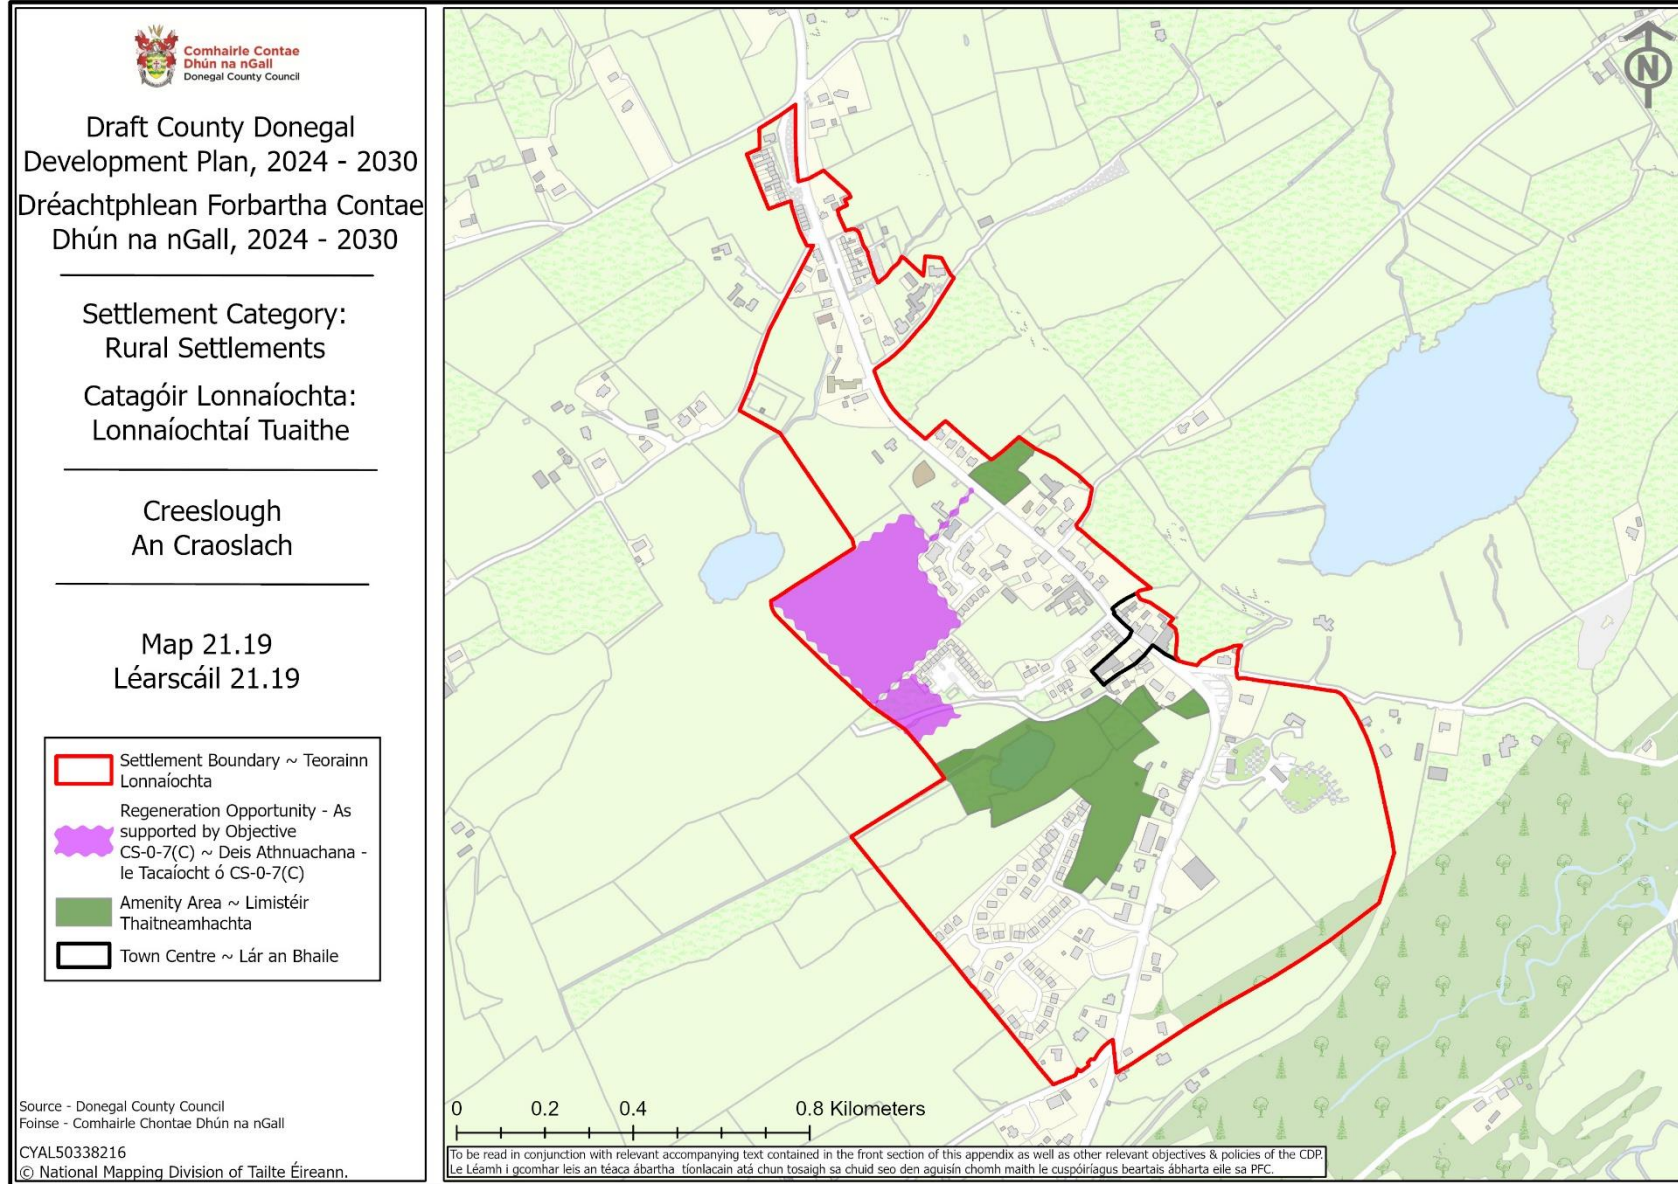 Comhairle Contae
Dhún na nGall
Donegal County Council
Draft County Donegal
Development Plan, 2024 - 2030
Dréachtphlean Forbartha Contae
Dhún na nGall, 2024 - 2030
Settlement Category:
Rural Settlements
Catagóir Lonnaíochta:
Lonnaíochtaí Tuaithe
Creeslough
An Craoslach
Map 21.19
Léarscáil 21.19
Settlement Boundary ~ Teorainn
Lonnaíochta
Regeneration Opportunity - As
supported by Objective
CS-0-7(C) ~ Deis Athnuachana -
le Tacaíocht ó CS-0-7(C)
Amenity Area ~ Limistéir
Thaitneamhachta
Town Centre ~ Lár an Bhaile
Source - Donegal County Council
Foinse - Comhairle Chontae Dhún na nGall
CYAL50338216
© National Mapping Division of Tailte Éireann.
N
0 0.2 0.4 0.8 Kilometers
To be read in conjunction with relevant accompanying text contained in the front section of this appendix as well as other relevant objectives & policies of the CDP.
Le Léamh i gcomhar leis an téaca ábartha tíonlacain atá chun tosaigh sa chuid seo den aguisín chomh maith le cuspóiríagus beartais ábharta eile sa PFC.